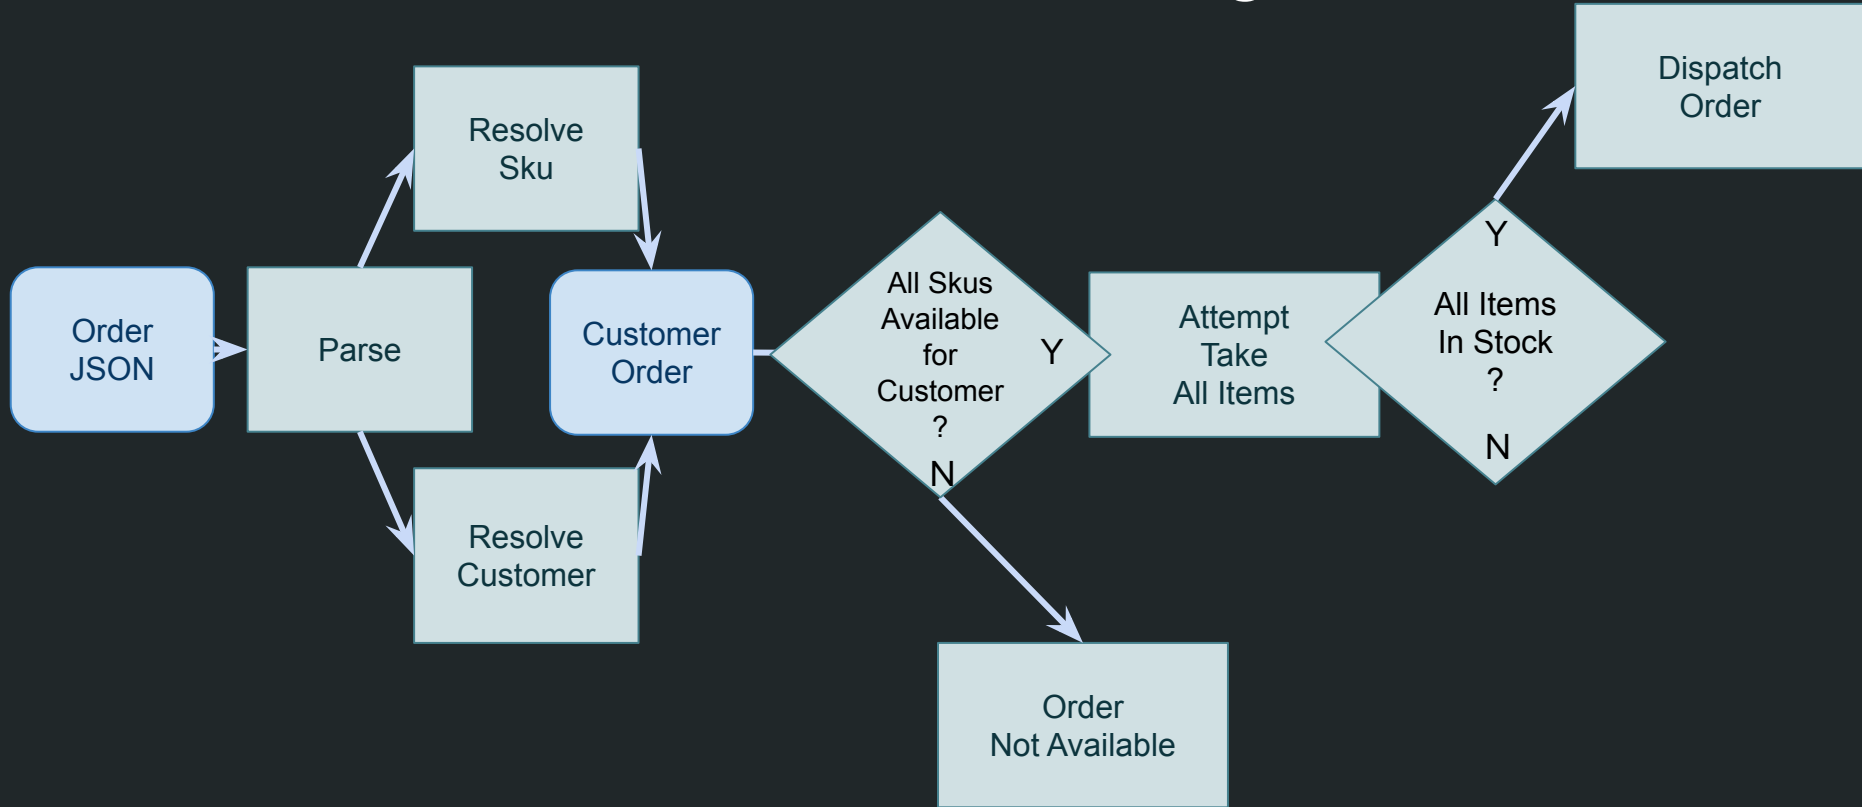 Order
JSON
Parse
Resolve
Sku
Resolve
Customer
Customer
Order
All Skus
Available
for
Customer
?
Y
N
Order
Not Available
Attempt
Take
All Items
Y
All Items
In Stock
?
N
Dispatch
Order